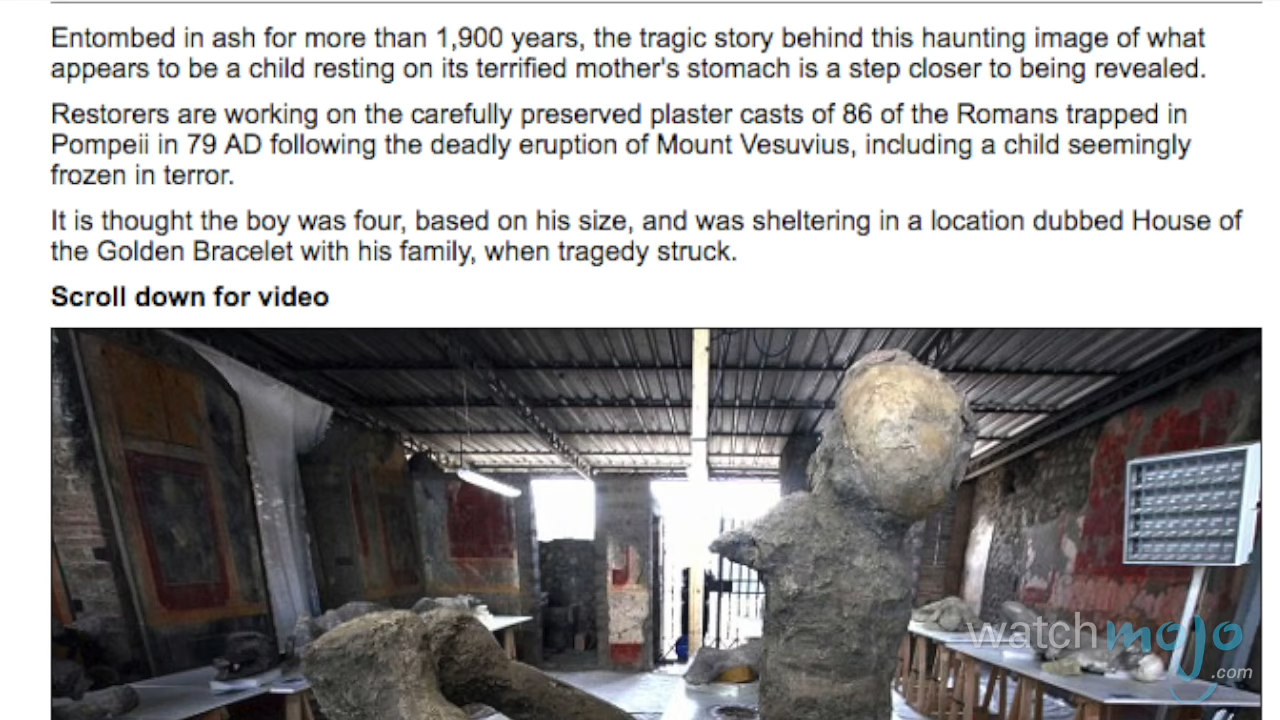 Entombed in ash for more than 1,900 years, the tragic story behind this haunting image of what
appears to be a child resting on its terrified mother's stomach is a step closer to being revealed.
Restorers are working on the carefully preserved plaster casts of 86 of the Romans trapped in
Pompeii in 79 AD following the deadly eruption of Mount Vesuvius, including a child seemingly
frozen in terror.
It is thought the boy was four, based on his size, and was sheltering in a location dubbed House of
the Golden Bracelet with his family, when tragedy struck.
Scroll down for video
watchmojo
.com